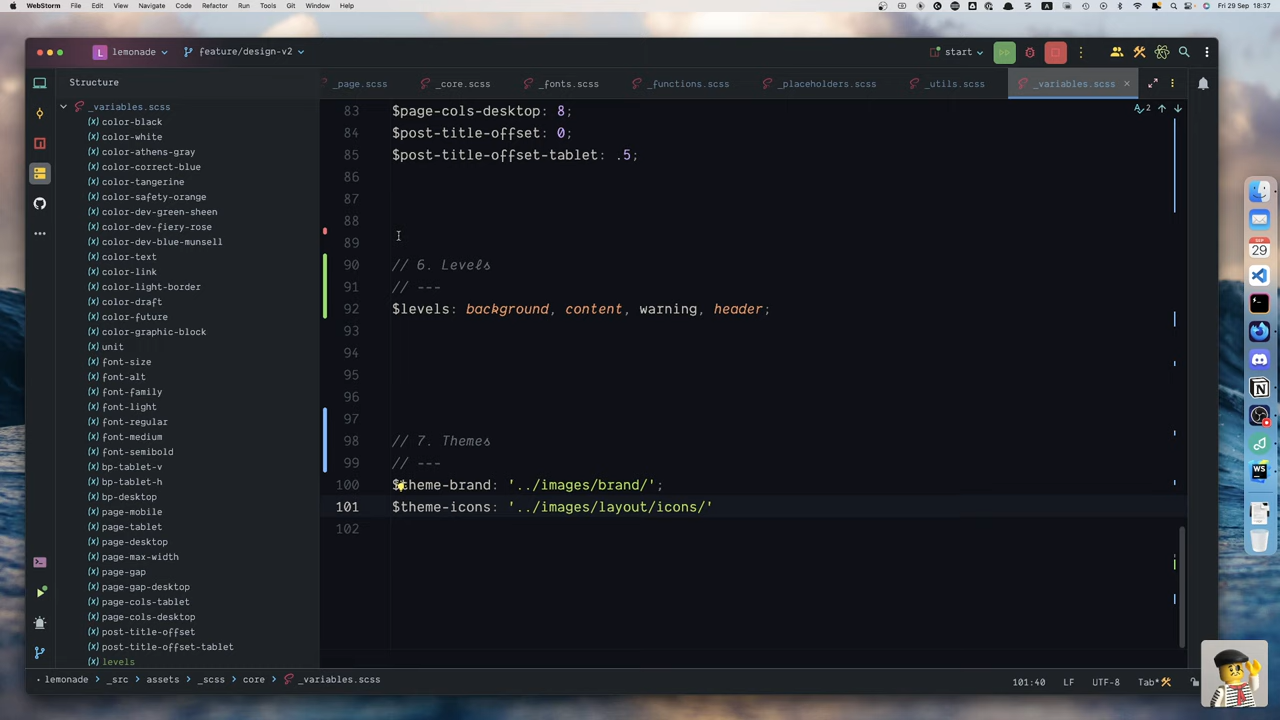 WebStorm File Edit View Navigate Code Refactor Run Tools Git Window Help
A
Fri 29 Sep 18:37
L lemonade feature/design-v2 start
Structure
_page.scss _core.scss _fonts.scss _functions.scss _placeholders.scss _utils.scss _variables.scss
_variables.scss
color-black
color-white
color-athens-gray
color-correct-blue
color-tangerine
color-safety-orange
color-dev-green-sheen
color-dev-fiery-rose
color-dev-blue-munsell
color-text
color-link
color-light-border
color-draft
color-future
color-graphic-block
unit
font-size
font-alt
font-family
font-light
font-regular
font-medium
font-semibold
bp-tablet-v
bp-tablet-h
bp-desktop
page-mobile
page-tablet
page-desktop
page-max-width
page-gap
page-gap-desktop
page-cols-tablet
page-cols-desktop
post-title-offset
post-title-offset-tablet
levels
2
83 $page-cols-desktop: 8;
84 $post-title-offset: 0;
85 $post-title-offset-tablet: .5;
86
87
88
89
90 // 6. Levels
91 // ---
92 $levels: background, content, warning, header;
93
94
95
96
97
98 // 7. Themes
99 // ---
100 $theme-brand: '../images/brand/';
101 $theme-icons: '../images/layout/icons/'
102
SEP
29
lemonade _src assets _scss core _variables.scss
101:40 LF UTF-8 Tab*